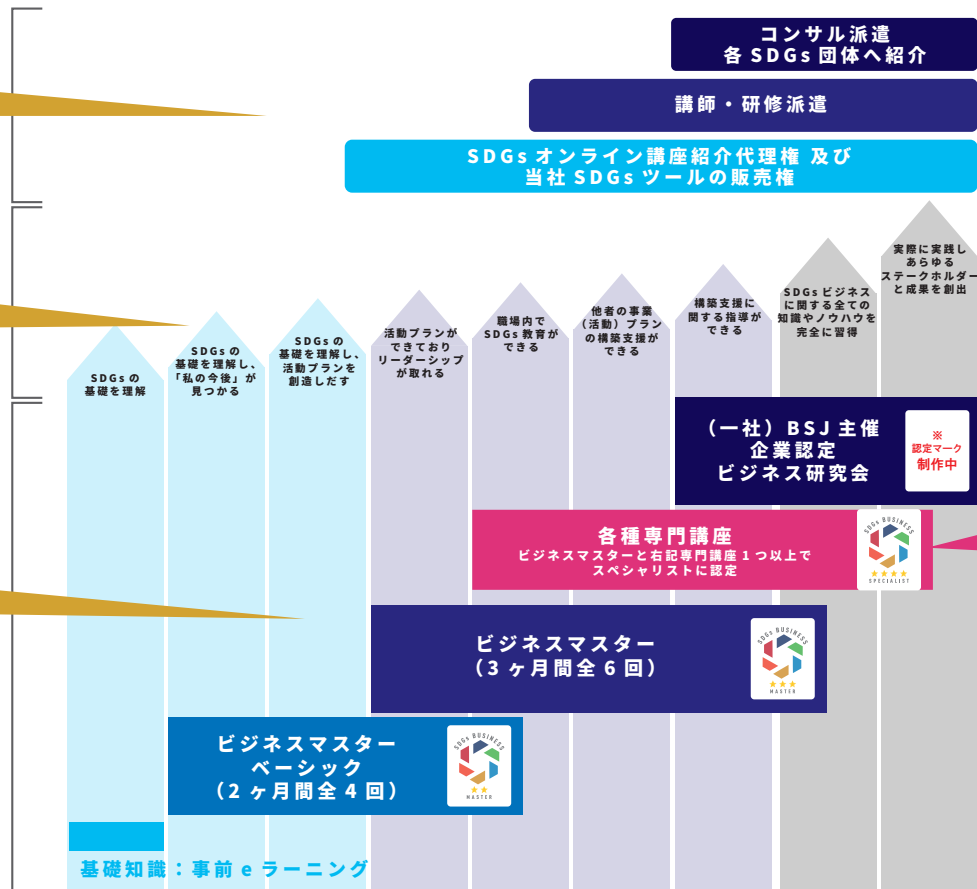 コンサル派遣
各SDGs団体へ紹介
講師・研修派遣
SDGsオンライン講座紹介代理権 及び
当社SDGsツールの販売権
SDGsの
基礎を理解
SDGsの
基礎を理解し、
「私の今後」が
見つかる
SDGsの
基礎を理解し、
活動プランを
創造しだす
活動プランが
できており
リーダーシップ
が取れる
職場内で
SDGs教育が
できる
他者の事業
（活動）プラン
の構築支援が
できる
構築支援に
関する指導が
できる
SDGsビジネス
に関する全ての
知識やノウハウを
完全に習得
実際に実践し
あらゆる
ステークホルダー
と成果を創出
（一社）BSJ主催
企業認定
ビジネス研究会
※
認定マーク
制作中
各種専門講座
ビジネスマスターと右記専門講座1つ以上で
スペシャリストに認定
SDGs BUSINESS
SPECIALIST
ビジネスマスター
（3ヶ月間全6回）
SDGs BUSINESS
MASTER
ビジネスマスター
ベーシック
（2ヶ月間全4回）
SDGs BUSINESS
MASTER
基礎知識：事前eラーニング